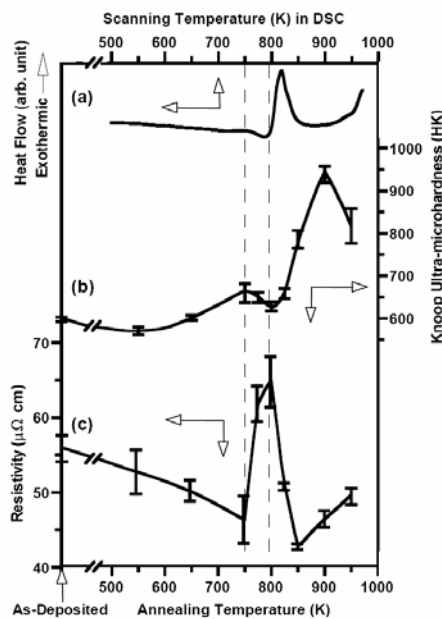 Scanning Temperature (K) in DSC
500 600 700 800 900 1000
Heat Flow (arb. unit)
Exothermic
(a)
1000
900
800
700
600
Knoop Ultra-microhardness (HK)
(b)
70
60
50
40
Resistivity (μΩ cm)
(c)
500 600 700 800 900 1000
As-Deposited
Annealing Temperature (K)